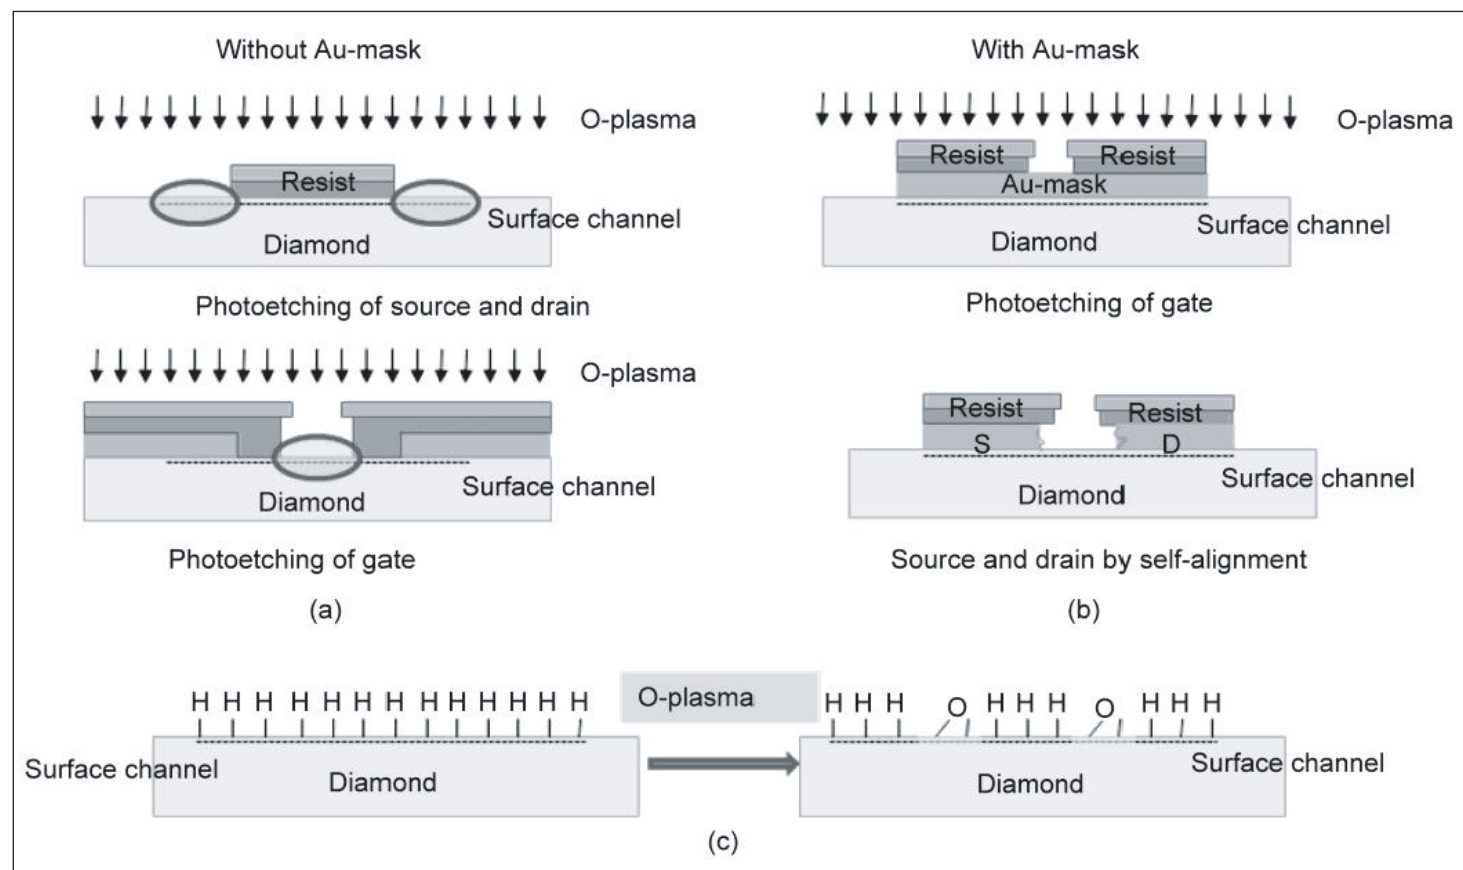 Without Au-mask
O-plasma
Resist
Surface channel
Diamond
Photoetching of source and drain
O-plasma
Surface channel
Diamond
Photoetching of gate
(a)
With Au-mask
O-plasma
Resist Resist
Au-mask
Surface channel
Diamond
Photoetching of gate
Resist Resist
S D
Surface channel
Diamond
Source and drain by self-alignment
(b)
H H H H H H H H H H H H
Surface channel
Diamond
O-plasma
H H H O H H H O H H H
Surface channel
Diamond
(c)